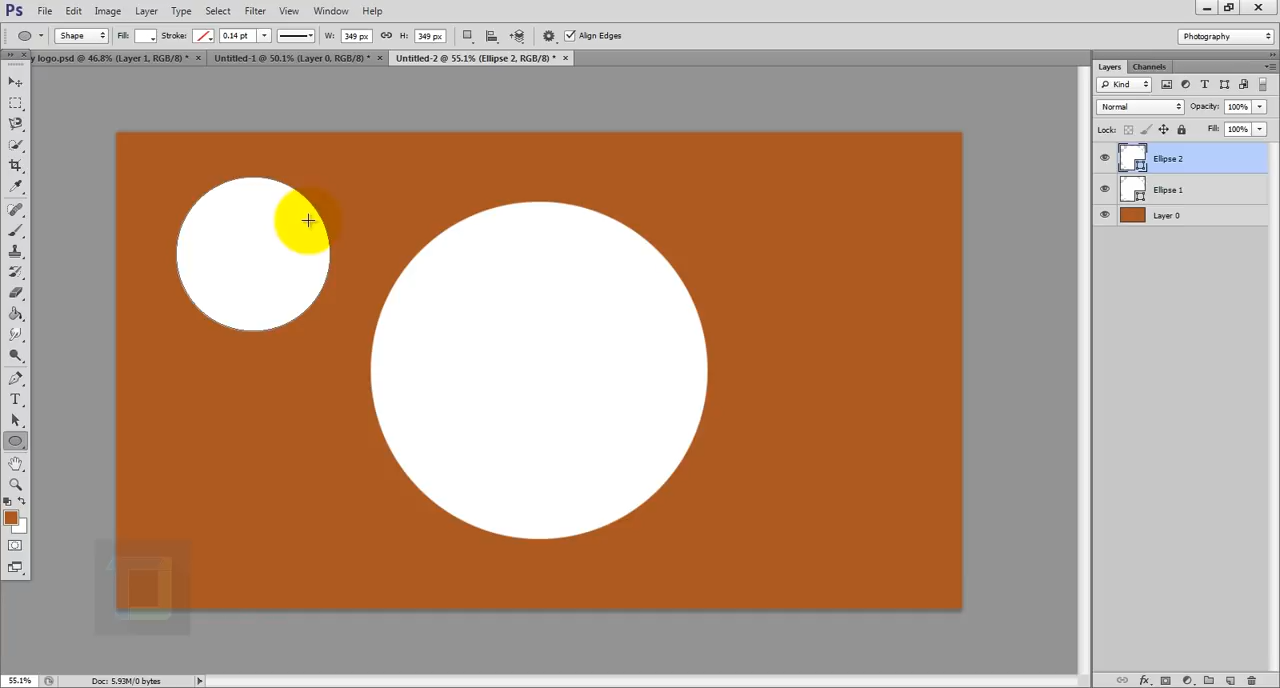 Ps File Edit Image Layer Type Select Filter View Window Help
Shape Fill: Stroke: 0.14 pt W: 349 px H: 349 px Align Edges Photography
y logo.psd @ 46.8% (Layer 1, RGB/8) * × Untitled-1 @ 50.1% (Layer 0, RGB/8) * × Untitled-2 @ 55.1% (Ellipse 2, RGB/8) * ×
Layers Channels
Kind
Normal Opacity: 100%
Lock: Fill: 100%
Ellipse 2
Ellipse 1
Layer 0
55.1% Doc: 5.93M/0 bytes